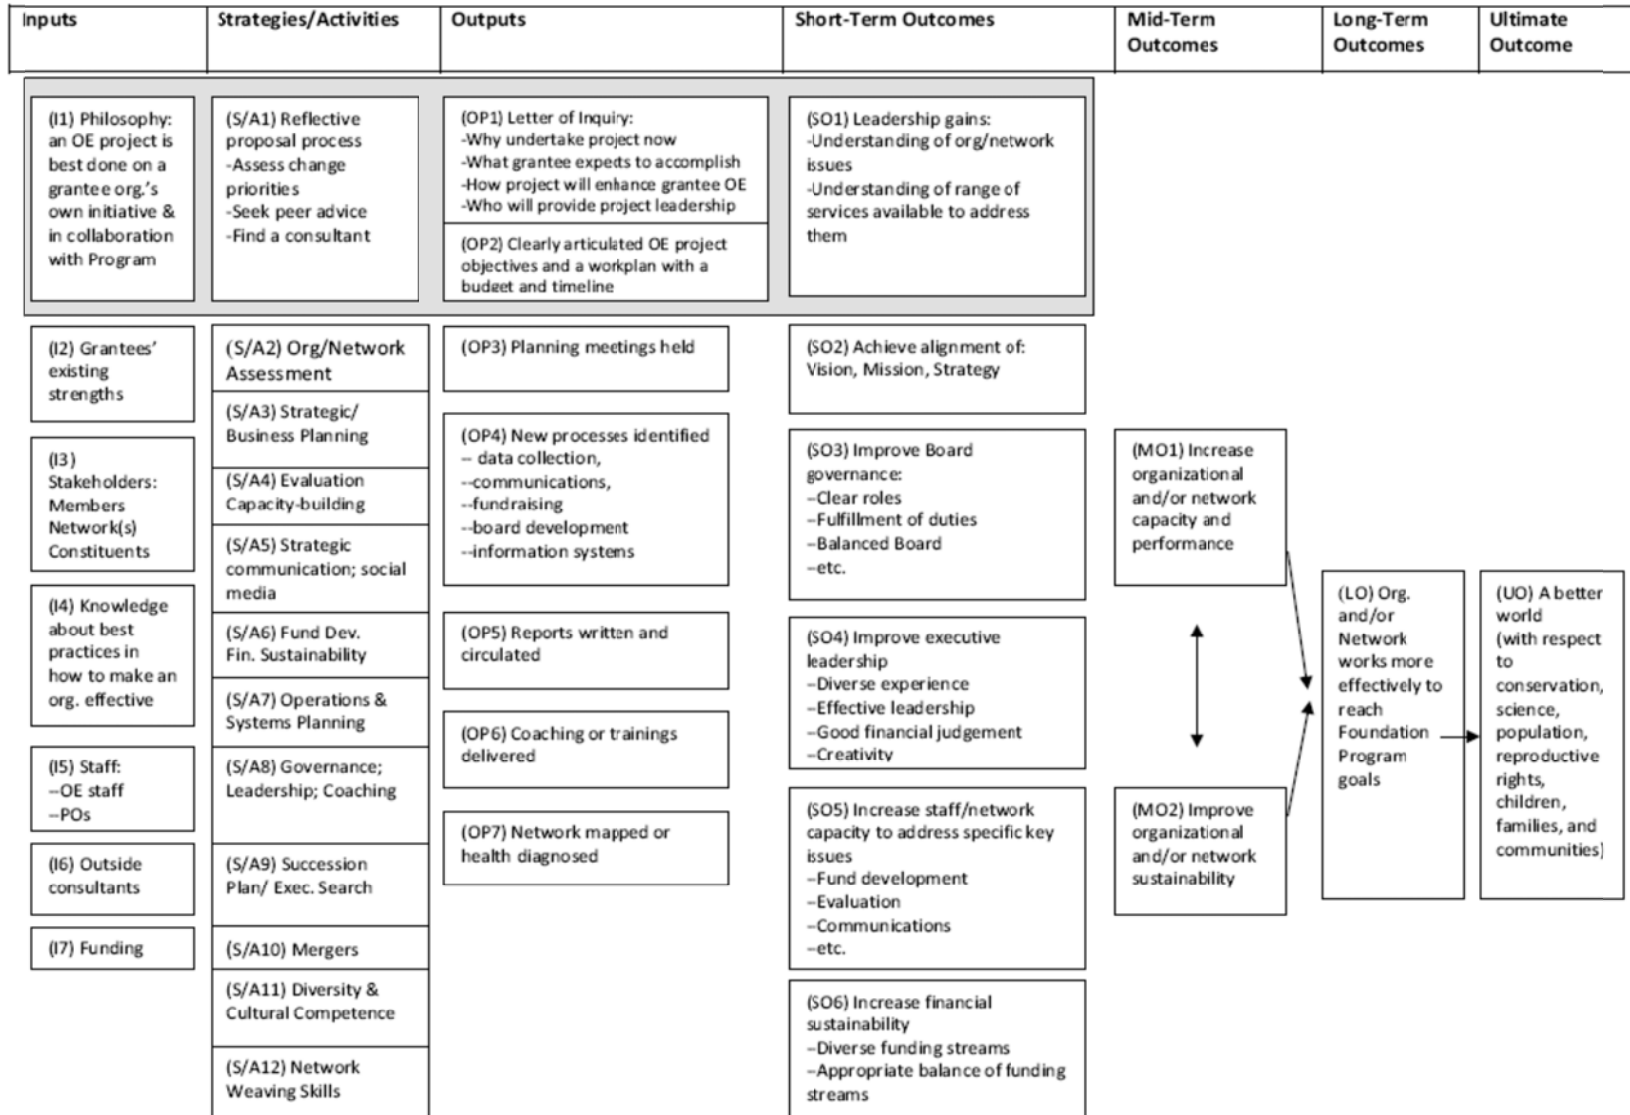 Inputs
Strategies/Activities
Outputs
Short-Term Outcomes
Mid-Term
Outcomes
Long-Term
Outcomes
Ultimate
Outcome
(I1) Philosophy:
an OE project is
best done on a
grantee org.'s
own initiative &
in collaboration
with Program
(S/A1) Reflective
proposal process
-Assess change
priorities
-Seek peer advice
-Find a consultant
(OP1) Letter of Inquiry:
-Why undertake project now
-What grantee expects to accomplish
-How project will enhance grantee OE
-Who will provide project leadership
(OP2) Clearly articulated OE project
objectives and a workplan with a
budget and timeline
(SO1) Leadership gains:
-Understanding of org/network
issues
-Understanding of range of
services available to address
them
(I2) Grantees'
existing
strengths
(I3)
Stakeholders:
Members
Network(s)
Constituents
(I4) Knowledge
about best
practices in
how to make an
org. effective
(I5) Staff:
--OE staff
--POs
(I6) Outside
consultants
(I7) Funding
(S/A2) Org/Network
Assessment
(S/A3) Strategic/
Business Planning
(S/A4) Evaluation
Capacity-building
(S/A5) Strategic
communication; social
media
(S/A6) Fund Dev.
Fin. Sustainability
(S/A7) Operations &
Systems Planning
(S/A8) Governance;
Leadership; Coaching
(S/A9) Succession
Plan/ Exec. Search
(S/A10) Mergers
(S/A11) Diversity &
Cultural Competence
(S/A12) Network
Weaving Skills
(OP3) Planning meetings held
(OP4) New processes identified
-- data collection,
--communications,
--fundraising
--board development
--information systems
(OP5) Reports written and
circulated
(OP6) Coaching or trainings
delivered
(OP7) Network mapped or
health diagnosed
(SO2) Achieve alignment of:
Vision, Mission, Strategy
(SO3) Improve Board
governance:
--Clear roles
--Fulfillment of duties
--Balanced Board
--etc.
(SO4) Improve executive
leadership
--Diverse experience
--Effective leadership
--Good financial judgement
--Creativity
(SO5) Increase staff/network
capacity to address specific key
issues
--Fund development
--Evaluation
--Communications
--etc.
(SO6) Increase financial
sustainability
--Diverse funding streams
--Appropriate balance of funding
streams
(MO1) Increase
organizational
and/or network
capacity and
performance
(MO2) Improve
organizational
and/or network
sustainability
(LO) Org.
and/or
Network
works more
effectively to
reach
Foundation
Program
goals
(UO) A better
world
(with respect
to
conservation,
science,
population,
reproductive
rights,
children,
families, and
communities)